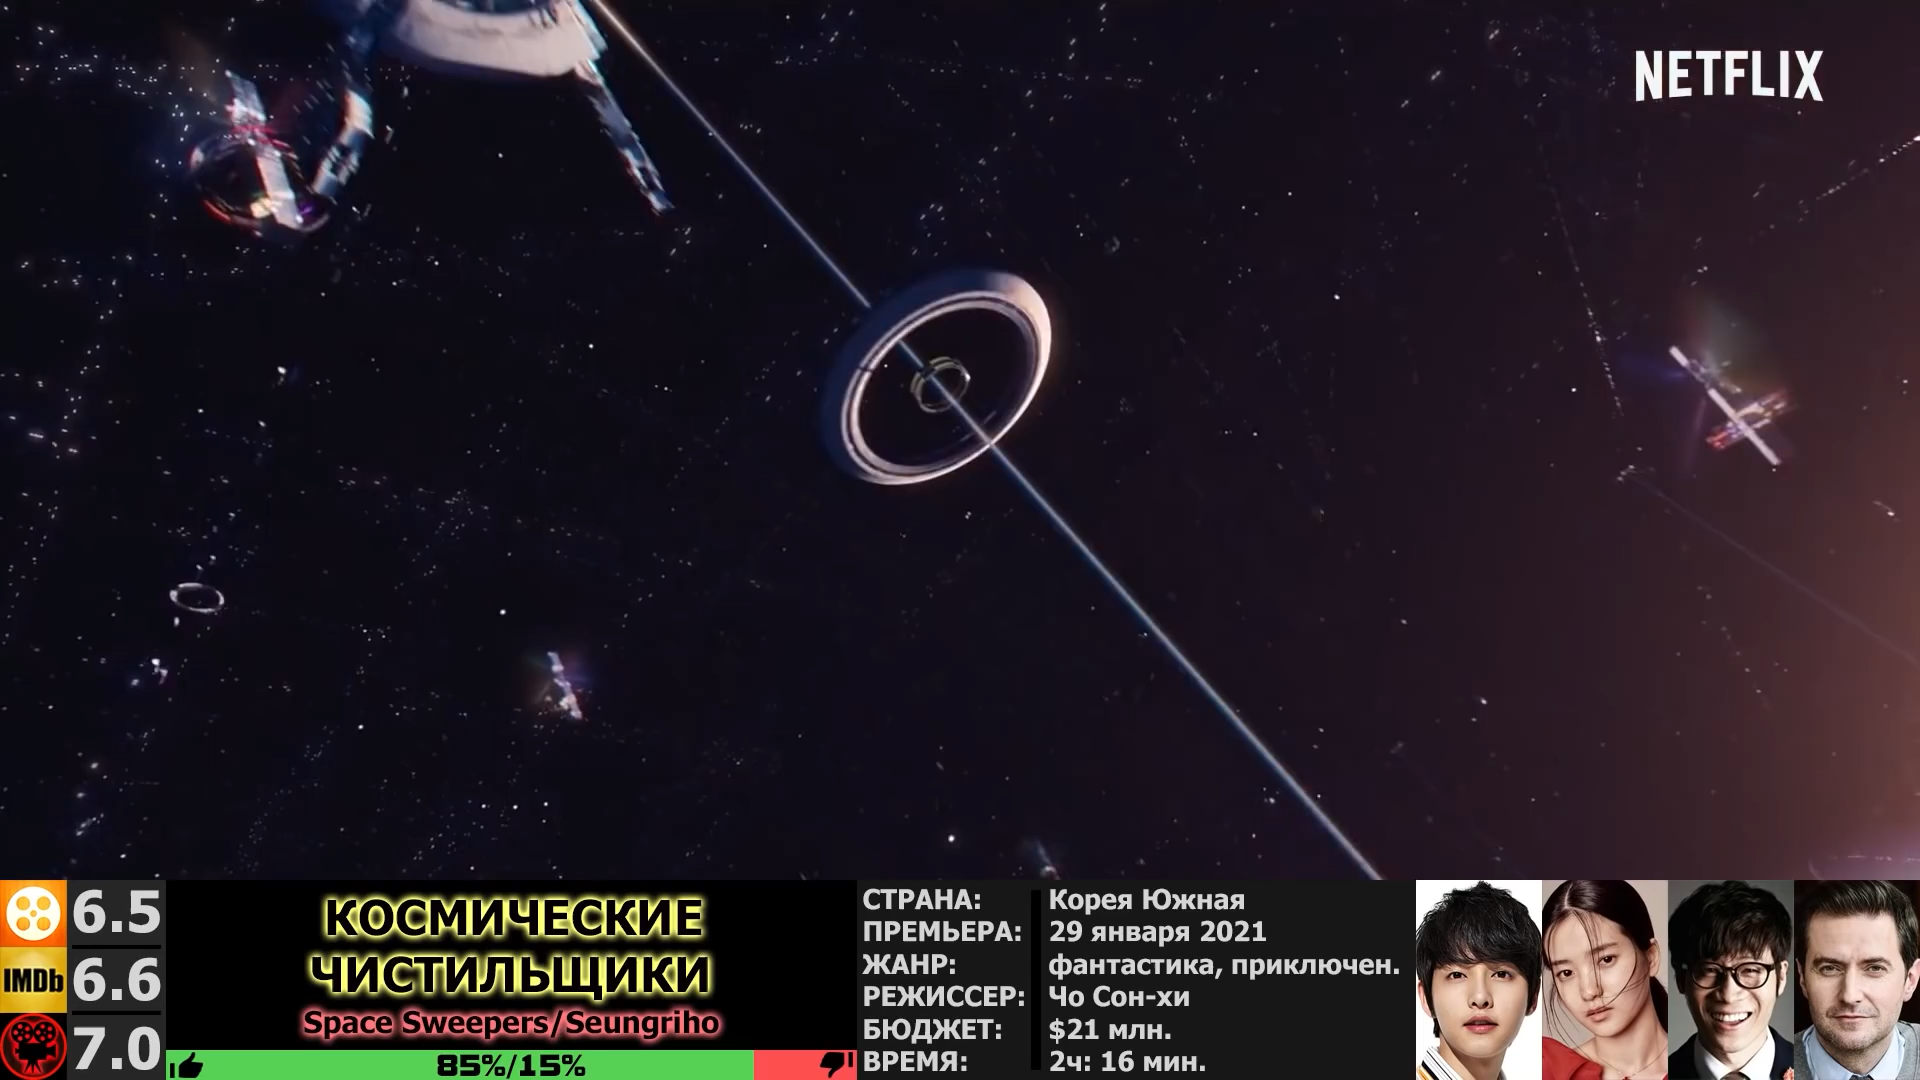 NETFLIX
6.5
IMDb 6.6
7.0
КОСМИЧЕСКИЕ
ЧИСТИЛЬЩИКИ
Space Sweepers/Seungriho
85%/15%
СТРАНА: Корея Южная
ПРЕМЬЕРА: 29 января 2021
ЖАНР: фантастика, приключен.
РЕЖИССЕР: Чо Сон-хи
БЮДЖЕТ: $21 млн.
ВРЕМЯ: 2ч: 16 мин.